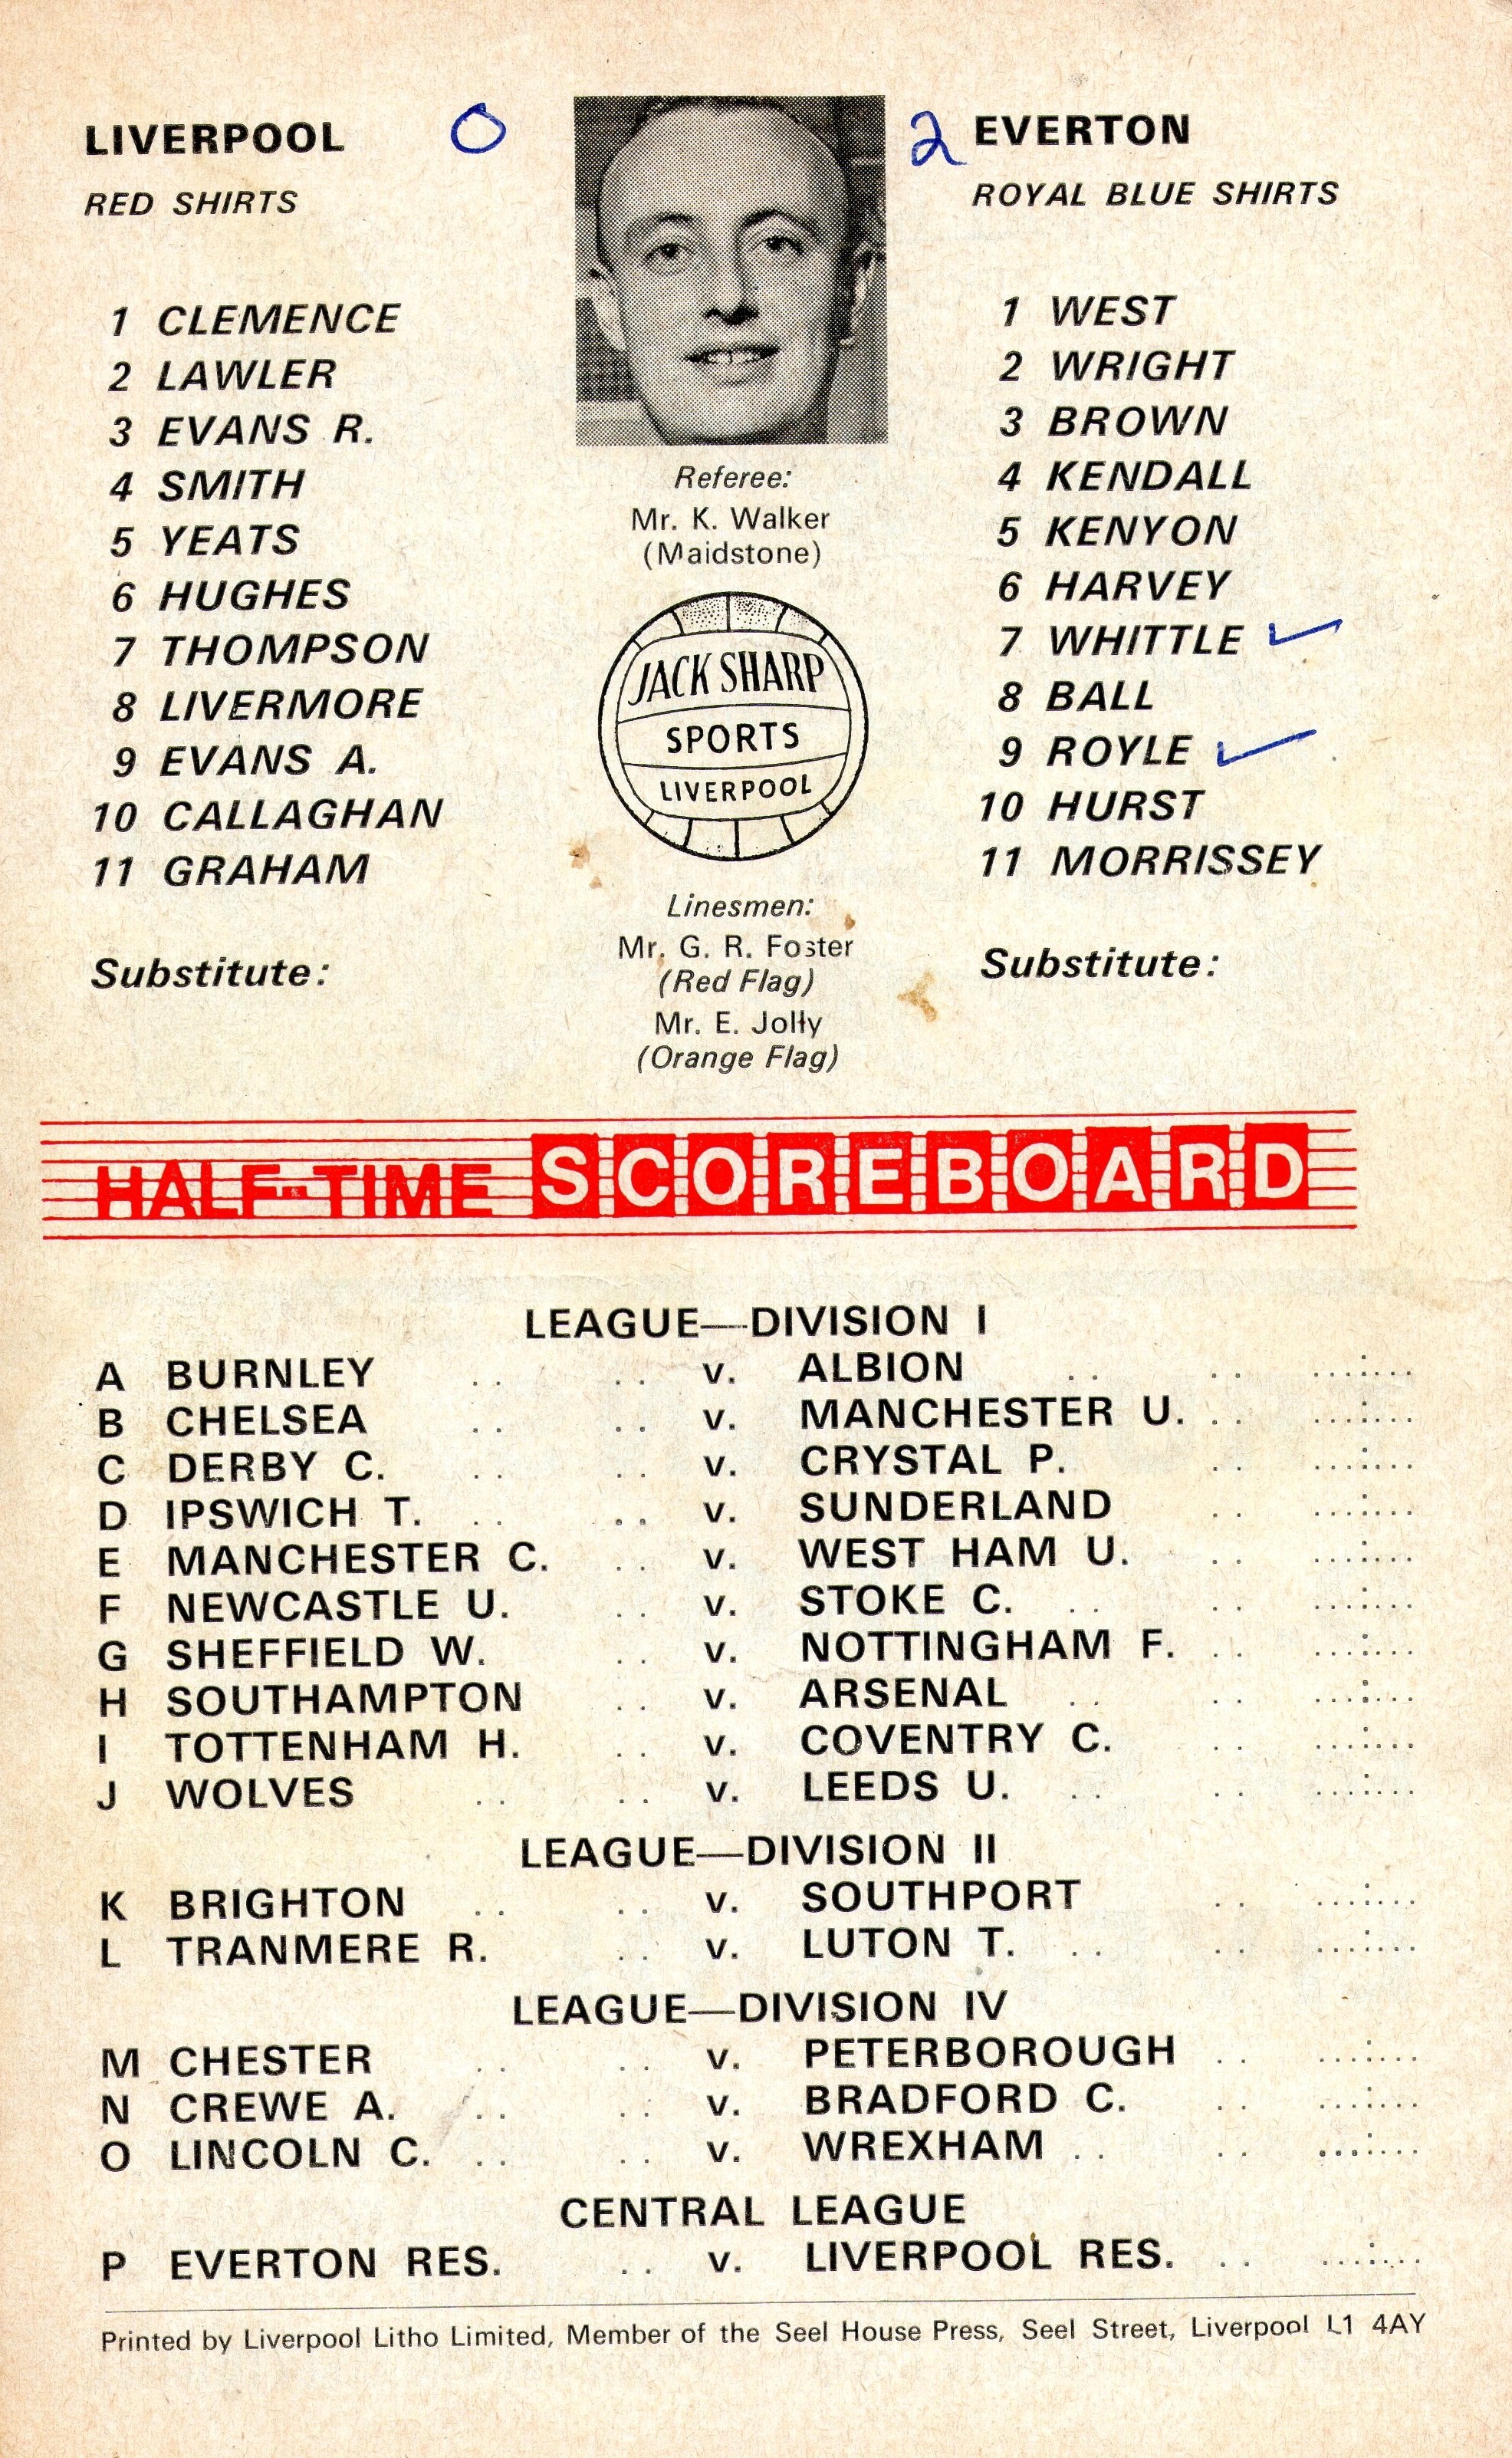 LIVERPOOL 0
RED SHIRTS
1 CLEMENCE
2 LAWLER
3 EVANS R.
4 SMITH
5 YEATS
6 HUGHES
7 THOMPSON
8 LIVERMORE
9 EVANS A.
10 CALLAGHAN
11 GRAHAM
Substitute:
Referee:
Mr. K. Walker
(Maidstone)
JACK SHARP
SPORTS
LIVERPOOL
Linesmen:
Mr. G. R. Foster
(Red Flag)
Mr. E. Jolly
(Orange Flag)
2 EVERTON
ROYAL BLUE SHIRTS
1 WEST
2 WRIGHT
3 BROWN
4 KENDALL
5 KENYON
6 HARVEY
7 WHITTLE ✓
8 BALL
9 ROYLE ✓
10 HURST
11 MORRISSEY
Substitute:
HALF-TIME SCOREBOARD
LEAGUE—DIVISION I
A BURNLEY .. .. v. ALBION .. .. ...:....
B CHELSEA .. .. v. MANCHESTER U. .. ...:....
C DERBY C. .. .. v. CRYSTAL P. .. ...:....
D IPSWICH T. .. .. v. SUNDERLAND .. ...:....
E MANCHESTER C. .. v. WEST HAM U. .. ...:....
F NEWCASTLE U. .. v. STOKE C. .. .. ...:....
G SHEFFIELD W. .. v. NOTTINGHAM F. .. ...:....
H SOUTHAMPTON .. v. ARSENAL .. .. ...:....
I TOTTENHAM H. .. v. COVENTRY C. .. ...:....
J WOLVES .. .. v. LEEDS U. .. .. ...:....
LEAGUE—DIVISION II
K BRIGHTON .. .. v. SOUTHPORT .. ...:....
L TRANMERE R. .. v. LUTON T. .. .. ...:....
LEAGUE—DIVISION IV
M CHESTER .. .. v. PETERBOROUGH .. ...:....
N CREWE A. .. .. v. BRADFORD C. .. ...:....
O LINCOLN C. .. .. v. WREXHAM .. .. ...:....
CENTRAL LEAGUE
P EVERTON RES. .. v. LIVERPOOL RES. .. ...:....
Printed by Liverpool Litho Limited, Member of the Seel House Press, Seel Street, Liverpool L1 4AY